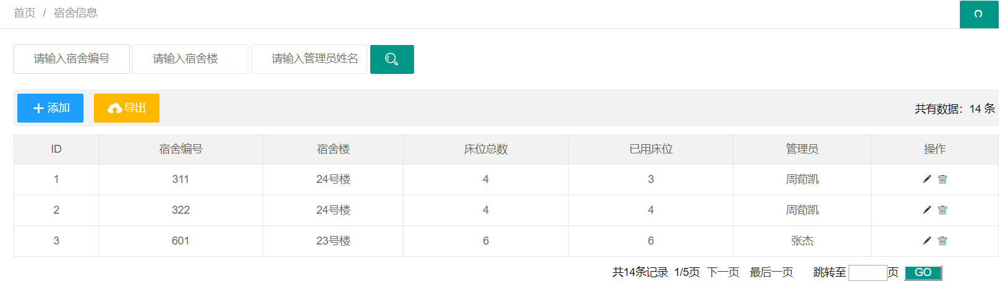 首页 / 宿舍信息
请输入宿舍编号 请输入宿舍楼 请输入管理员姓名
添加 导出 共有数据：14 条
ID 宿舍编号 宿舍楼 床位总数 已用床位 管理员 操作
1 311 24号楼 4 3 周荀凯
2 322 24号楼 4 4 周荀凯
3 601 23号楼 6 6 张杰
共14条记录 1/5页 下一页 最后一页 跳转至 页 GO